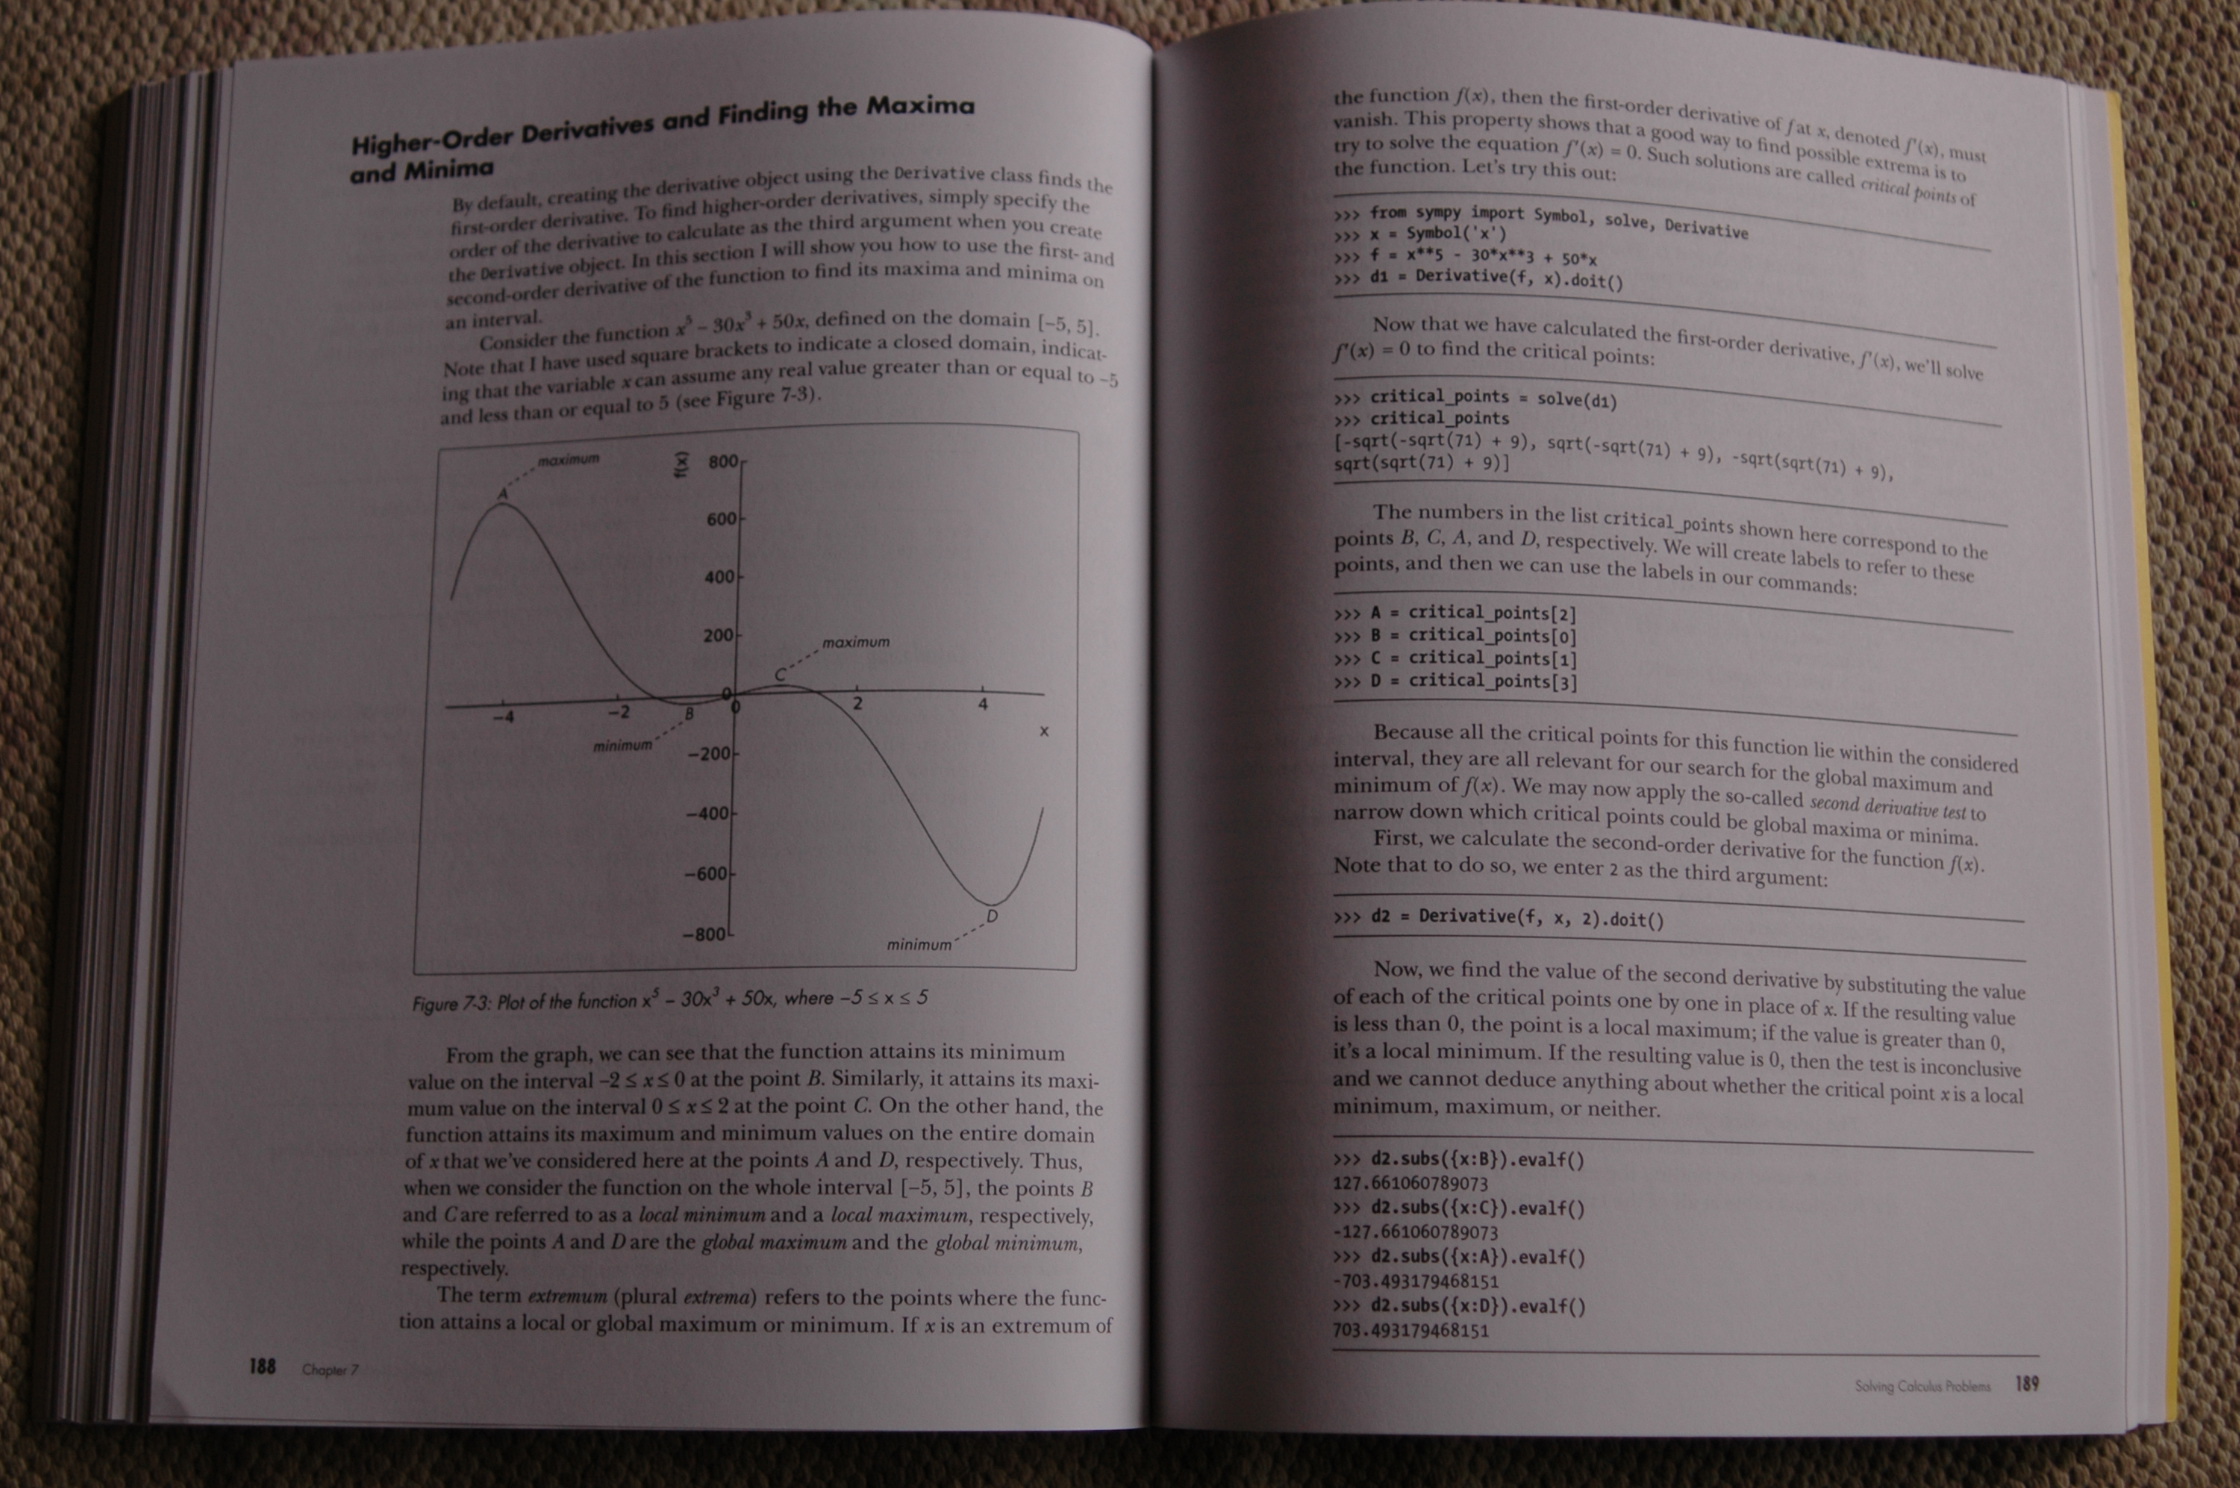 Higher-Order Derivatives and Finding the Maxima
and Minima
By default, creating the derivative object using the Derivative class finds the
first-order derivative. To find higher-order derivatives, simply specify the
order of the derivative to calculate as the third argument when you create
the Derivative object. In this section I will show you how to use the first- and
second-order derivative of the function to find its maxima and minima on
an interval.
Consider the function x⁵ − 30x³ + 50x, defined on the domain [−5, 5].
Note that I have used square brackets to indicate a closed domain, indicat-
ing that the variable x can assume any real value greater than or equal to −5
and less than or equal to 5 (see Figure 7-3).
800
f(x)
600
400
200
0
0
−200
−400
−600
−800
−4
−2
2
4
x
maximum
A
B
minimum
C
maximum
D
minimum
Figure 7-3: Plot of the function x⁵ − 30x³ + 50x, where −5 ≤ x ≤ 5
From the graph, we can see that the function attains its minimum
value on the interval −2 ≤ x ≤ 0 at the point B. Similarly, it attains its maxi-
mum value on the interval 0 ≤ x ≤ 2 at the point C. On the other hand, the
function attains its maximum and minimum values on the entire domain
of x that we've considered here at the points A and D, respectively. Thus,
when we consider the function on the whole interval [−5, 5], the points B
and C are referred to as a local minimum and a local maximum, respectively,
while the points A and D are the global maximum and the global minimum,
respectively.
The term extremum (plural extrema) refers to the points where the func-
tion attains a local or global maximum or minimum. If x is an extremum of
188 Chapter 7
the function f(x), then the first-order derivative of f at x, denoted f′(x), must
vanish. This property shows that a good way to find possible extrema is to
try to solve the equation f′(x) = 0. Such solutions are called critical points of
the function. Let's try this out:
>>> from sympy import Symbol, solve, Derivative
>>> x = Symbol('x')
>>> f = x**5 - 30*x**3 + 50*x
>>> d1 = Derivative(f, x).doit()
Now that we have calculated the first-order derivative, f′(x), we'll solve
f′(x) = 0 to find the critical points:
>>> critical_points = solve(d1)
>>> critical_points
[-sqrt(-sqrt(71) + 9), sqrt(-sqrt(71) + 9), -sqrt(sqrt(71) + 9),
sqrt(sqrt(71) + 9)]
The numbers in the list critical_points shown here correspond to the
points B, C, A, and D, respectively. We will create labels to refer to these
points, and then we can use the labels in our commands:
>>> A = critical_points[2]
>>> B = critical_points[0]
>>> C = critical_points[1]
>>> D = critical_points[3]
Because all the critical points for this function lie within the considered
interval, they are all relevant for our search for the global maximum and
minimum of f(x). We may now apply the so-called second derivative test to
narrow down which critical points could be global maxima or minima.
First, we calculate the second-order derivative for the function f(x).
Note that to do so, we enter 2 as the third argument:
>>> d2 = Derivative(f, x, 2).doit()
Now, we find the value of the second derivative by substituting the value
of each of the critical points one by one in place of x. If the resulting value
is less than 0, the point is a local maximum; if the value is greater than 0,
it's a local minimum. If the resulting value is 0, then the test is inconclusive
and we cannot deduce anything about whether the critical point x is a local
minimum, maximum, or neither.
>>> d2.subs({x:B}).evalf()
127.661060789073
>>> d2.subs({x:C}).evalf()
-127.661060789073
>>> d2.subs({x:A}).evalf()
-703.493179468151
>>> d2.subs({x:D}).evalf()
703.493179468151
Solving Calculus Problems 189